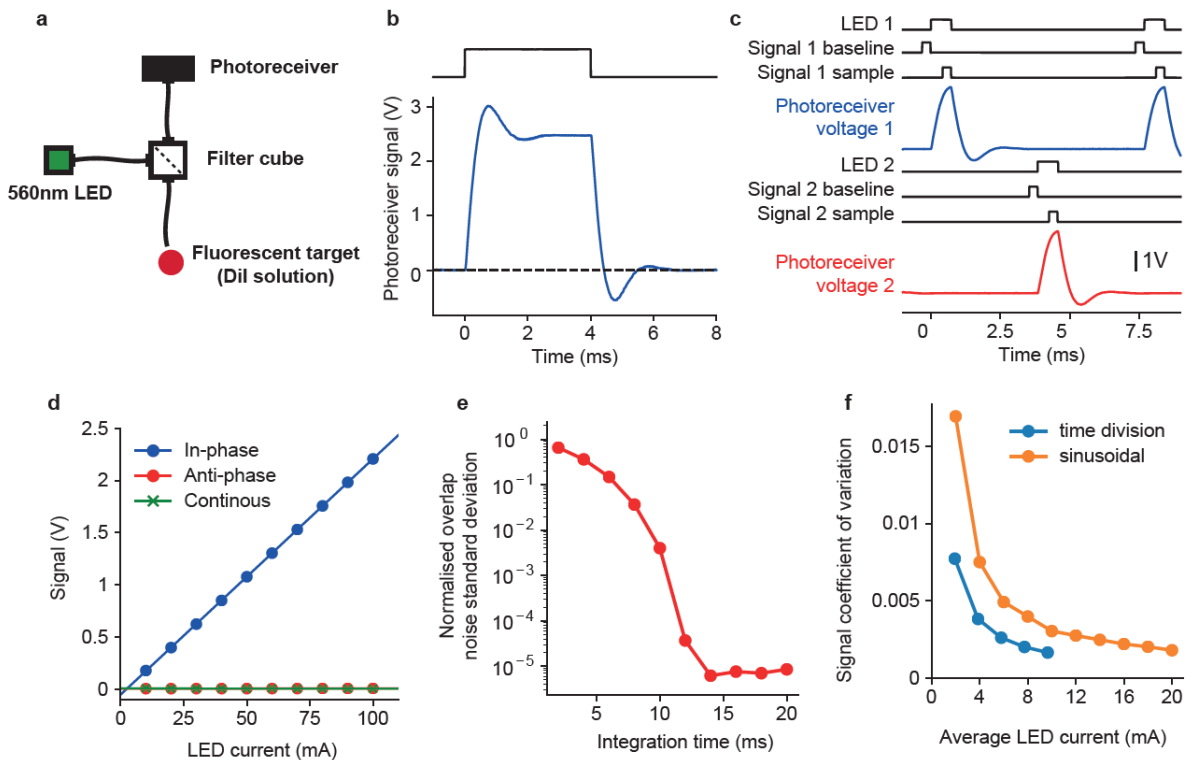 a
Photoreceiver
Filter cube
560nm LED
Fluorescent target
(DiI solution)
b
Photoreceiver signal (V)
3
2
1
0
0
2
4
6
8
Time (ms)
c
LED 1
Signal 1 baseline
Signal 1 sample
Photoreceiver
voltage 1
LED 2
Signal 2 baseline
Signal 2 sample
Photoreceiver
voltage 2
1V
0
2.5
5
7.5
Time (ms)
d
Signal (V)
2.5
2
1.5
1
0.5
0
In-phase
Anti-phase
Continous
0
25
50
75
100
LED current (mA)
e
Normalised overlap
noise standard deviation
10^0
10^-1
10^-2
10^-3
10^-4
10^-5
5
10
15
20
Integration time (ms)
f
Signal coefficient of variation
0.015
0.01
0.005
0
time division
sinusoidal
0
4
8
12
16
20
Average LED current (mA)